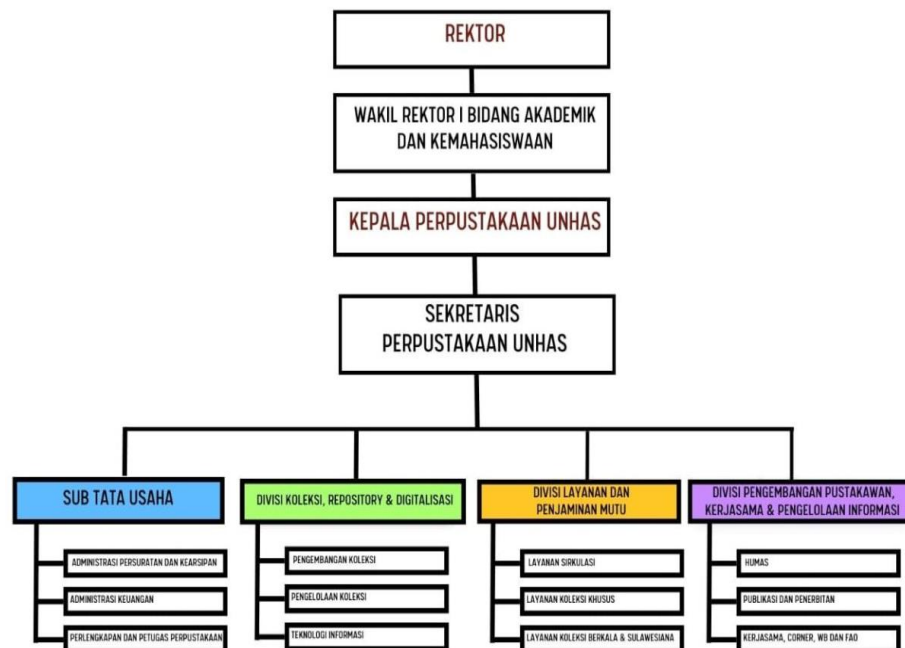 REKTOR
WAKIL REKTOR I BIDANG AKADEMIK
DAN KEMAHASISWAAN
KEPALA PERPUSTAKAAN UNHAS
SEKRETARIS
PERPUSTAKAAN UNHAS
SUB TATA USAHA
ADMINISTRASI PERSURATAN DAN KEARSIPAN
ADMINISTRASI KEUANGAN
PERLENGKAPAN DAN PETUGAS PERPUSTAKAAN
DIVISI KOLEKSI, REPOSITORY & DIGITALISASI
PENGEMBANGAN KOLEKSI
PENGELOLAAN KOLEKSI
TEKNOLOGI INFORMASI
DIVISI LAYANAN DAN
PENJAMINAN MUTU
LAYANAN SIRKULASI
LAYANAN KOLEKSI KHUSUS
LAYANAN KOLEKSI BERKALA & SULAWESIANA
DIVISI PENGEMBANGAN PUSTAKAWAN,
KERJASAMA & PENGELOLAAN INFORMASI
HUMAS
PUBLIKASI DAN PENERBITAN
KERJASAMA, CORNER, WB DAN FAO